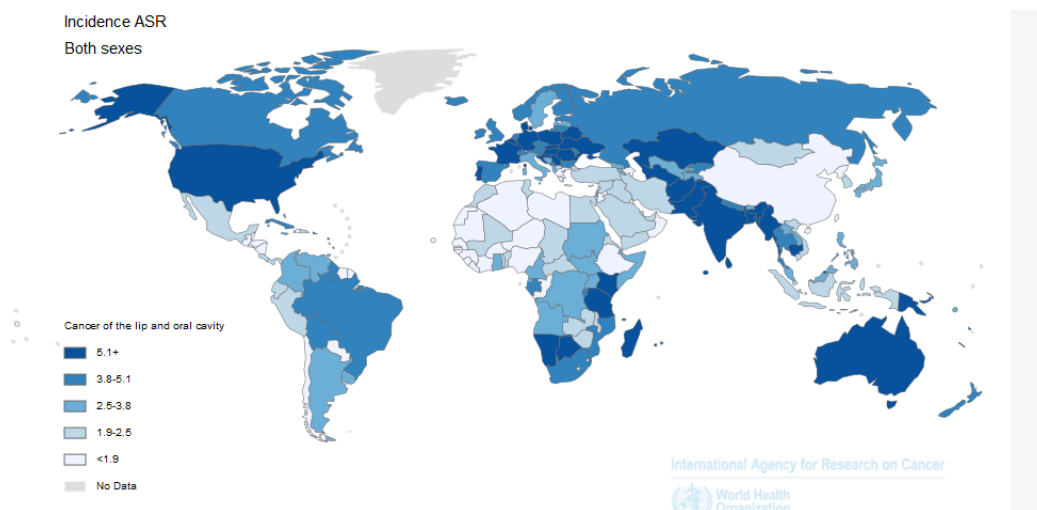 Incidence ASR
Both sexes
Cancer of the lip and oral cavity
5.1+
3.8-5.1
2.5-3.8
1.9-2.5
<1.9
No Data
International Agency for Research on Cancer
World Health
Organization